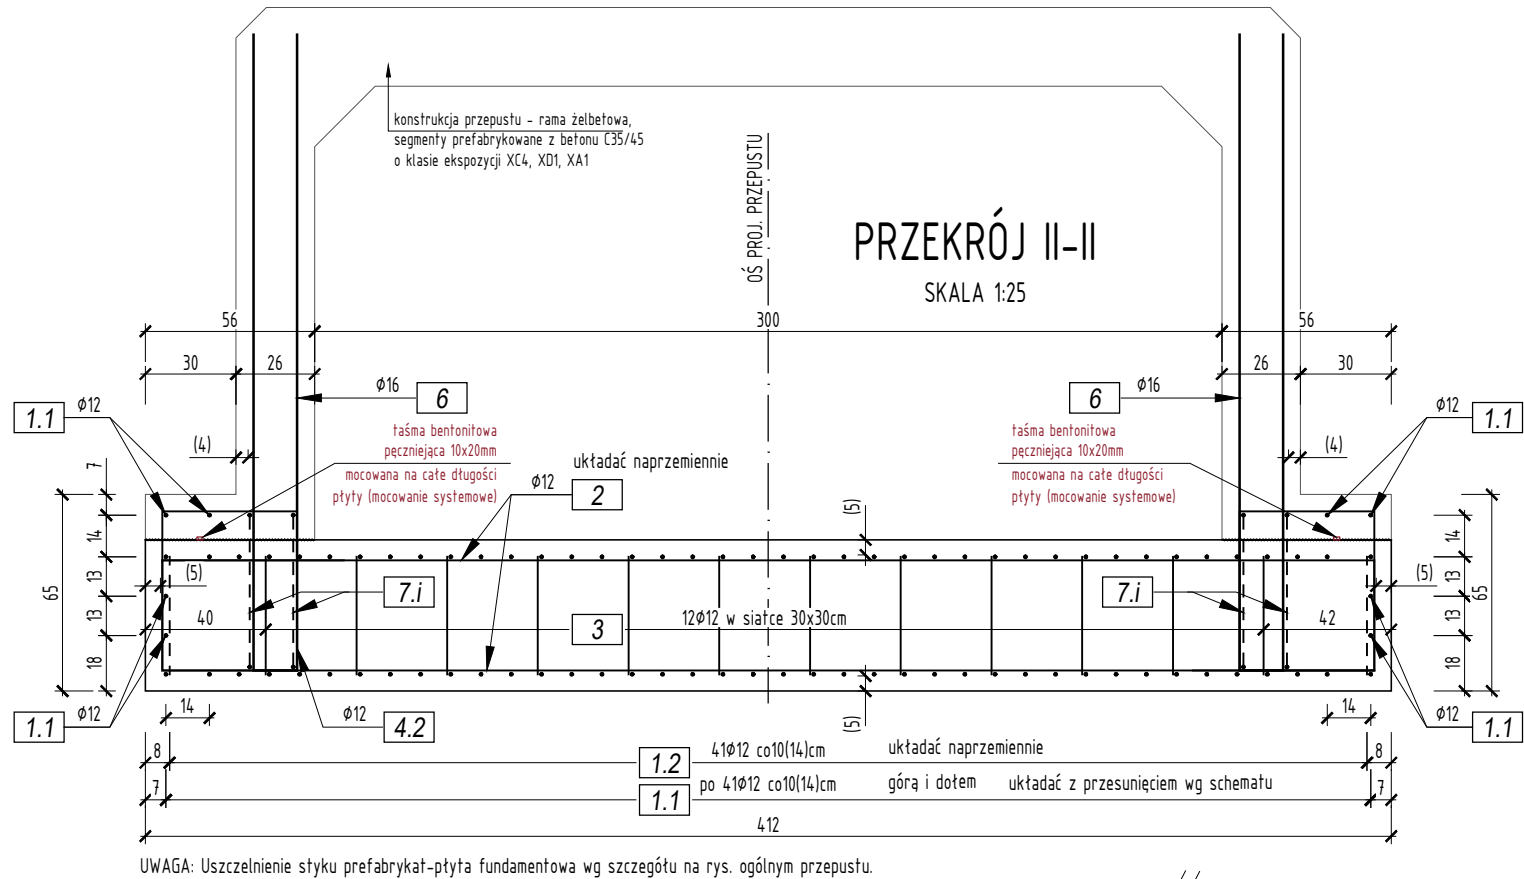 konstrukcja przepustu - rama żelbetowa,
segmenty prefabrykowane z betonu C35/45
o klasie ekspozycji XC4, XD1, XA1
OŚ PROJ. PRZEPUSTU
PRZEKRÓJ II-II
SKALA 1:25
56
300
56
30
26
26
30
ϕ16
6
6
ϕ16
1.1
ϕ12
ϕ12
1.1
(4)
(4)
taśma bentonitowa
pęczniejąca 10x20mm
mocowana na całe długości
płyty (mocowanie systemowe)
taśma bentonitowa
pęczniejąca 10x20mm
mocowana na całe długości
płyty (mocowanie systemowe)
układać naprzemiennie
ϕ12
2
7
14
13
13
18
65
(5)
(5)
(5)
14
13
13
18
65
40
7.i
3
12ϕ12 w siatce 30x30cm
7.i
42
1.1
ϕ12
14
ϕ12
4.2
(5)
14
ϕ12
1.1
8
1.2
41ϕ12 co10(14)cm
układać naprzemiennie
8
7
1.1
po 41ϕ12 co10(14)cm
górą i dołem
układać z przesunięciem wg schematu
7
412
UWAGA: Uszczelnienie styku prefabrykat-płyta fundamentowa wg szczegółu na rys. ogólnym przepustu.